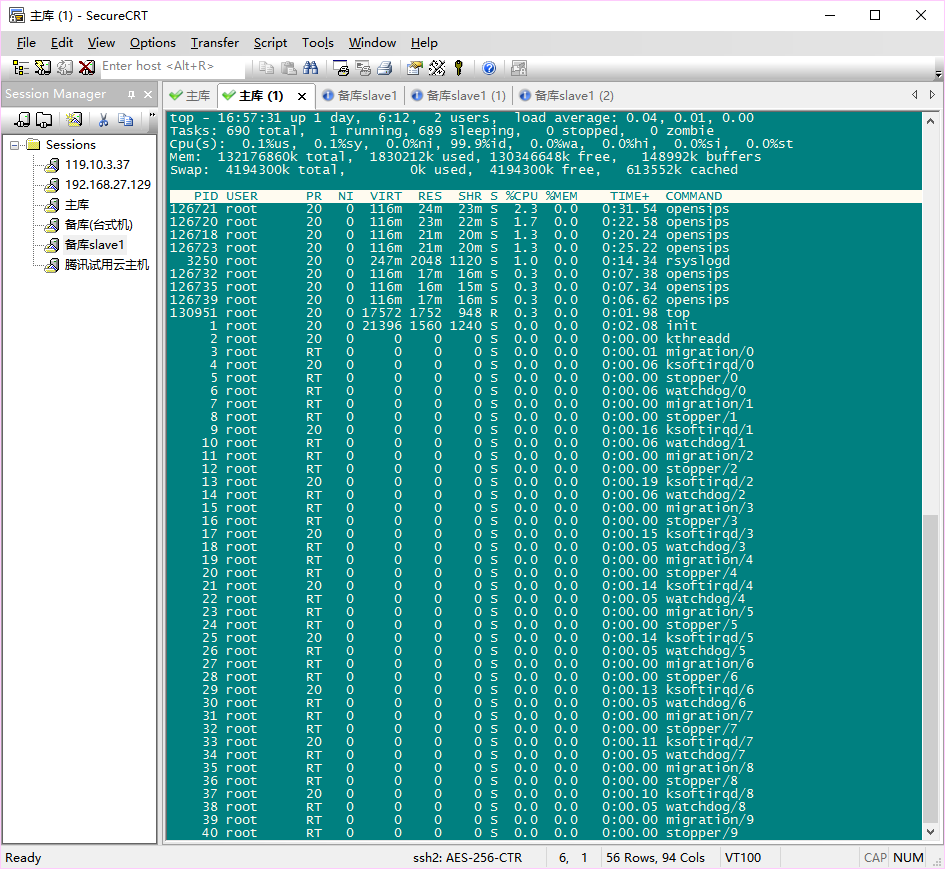 主库 (1) - SecureCRT
File Edit View Options Transfer Script Tools Window Help
Enter host <Alt+R>
Session Manager
Sessions
119.10.3.37
192.168.27.129
主库
备库(台式机)
备库slave1
腾讯试用云主机
主库 主库 (1) 备库slave1 备库slave1 (1) 备库slave1 (2)
top - 16:57:31 up 1 day,  6:12,  2 users,  load average: 0.04, 0.01, 0.00
Tasks: 690 total,   1 running, 689 sleeping,   0 stopped,   0 zombie
Cpu(s):  0.1%us,  0.1%sy,  0.0%ni, 99.9%id,  0.0%wa,  0.0%hi,  0.0%si,  0.0%st
Mem:  132176860k total,  1830212k used, 130346648k free,   148992k buffers
Swap:  4194300k total,        0k used,  4194300k free,   613552k cached
PID USER PR NI VIRT RES SHR S %CPU %MEM TIME+ COMMAND
126721 root 20 0 116m 24m 23m S 2.3 0.0 0:31.54 opensips
126720 root 20 0 116m 23m 22m S 1.7 0.0 0:22.58 opensips
126718 root 20 0 116m 21m 20m S 1.3 0.0 0:20.24 opensips
126723 root 20 0 116m 21m 20m S 1.3 0.0 0:25.22 opensips
3250 root 20 0 247m 2048 1120 S 1.0 0.0 0:14.34 rsyslogd
126732 root 20 0 116m 17m 16m S 0.3 0.0 0:07.38 opensips
126735 root 20 0 116m 16m 15m S 0.3 0.0 0:07.34 opensips
126739 root 20 0 116m 17m 16m S 0.3 0.0 0:06.62 opensips
130951 root 20 0 17572 1752 948 R 0.3 0.0 0:01.98 top
1 root 20 0 21396 1560 1240 S 0.0 0.0 0:02.08 init
2 root 20 0 0 0 0 S 0.0 0.0 0:00.00 kthreadd
3 root RT 0 0 0 0 S 0.0 0.0 0:00.01 migration/0
4 root 20 0 0 0 0 S 0.0 0.0 0:00.06 ksoftirqd/0
5 root RT 0 0 0 0 S 0.0 0.0 0:00.00 stopper/0
6 root RT 0 0 0 0 S 0.0 0.0 0:00.06 watchdog/0
7 root RT 0 0 0 0 S 0.0 0.0 0:00.00 migration/1
8 root RT 0 0 0 0 S 0.0 0.0 0:00.00 stopper/1
9 root 20 0 0 0 0 S 0.0 0.0 0:00.16 ksoftirqd/1
10 root RT 0 0 0 0 S 0.0 0.0 0:00.06 watchdog/1
11 root RT 0 0 0 0 S 0.0 0.0 0:00.00 migration/2
12 root RT 0 0 0 0 S 0.0 0.0 0:00.00 stopper/2
13 root 20 0 0 0 0 S 0.0 0.0 0:00.19 ksoftirqd/2
14 root RT 0 0 0 0 S 0.0 0.0 0:00.06 watchdog/2
15 root RT 0 0 0 0 S 0.0 0.0 0:00.00 migration/3
16 root RT 0 0 0 0 S 0.0 0.0 0:00.00 stopper/3
17 root 20 0 0 0 0 S 0.0 0.0 0:00.15 ksoftirqd/3
18 root RT 0 0 0 0 S 0.0 0.0 0:00.05 watchdog/3
19 root RT 0 0 0 0 S 0.0 0.0 0:00.00 migration/4
20 root RT 0 0 0 0 S 0.0 0.0 0:00.00 stopper/4
21 root 20 0 0 0 0 S 0.0 0.0 0:00.14 ksoftirqd/4
22 root RT 0 0 0 0 S 0.0 0.0 0:00.05 watchdog/4
23 root RT 0 0 0 0 S 0.0 0.0 0:00.00 migration/5
24 root RT 0 0 0 0 S 0.0 0.0 0:00.00 stopper/5
25 root 20 0 0 0 0 S 0.0 0.0 0:00.14 ksoftirqd/5
26 root RT 0 0 0 0 S 0.0 0.0 0:00.05 watchdog/5
27 root RT 0 0 0 0 S 0.0 0.0 0:00.00 migration/6
28 root RT 0 0 0 0 S 0.0 0.0 0:00.00 stopper/6
29 root 20 0 0 0 0 S 0.0 0.0 0:00.13 ksoftirqd/6
30 root RT 0 0 0 0 S 0.0 0.0 0:00.05 watchdog/6
31 root RT 0 0 0 0 S 0.0 0.0 0:00.00 migration/7
32 root RT 0 0 0 0 S 0.0 0.0 0:00.00 stopper/7
33 root 20 0 0 0 0 S 0.0 0.0 0:00.11 ksoftirqd/7
34 root RT 0 0 0 0 S 0.0 0.0 0:00.05 watchdog/7
35 root RT 0 0 0 0 S 0.0 0.0 0:00.00 migration/8
36 root RT 0 0 0 0 S 0.0 0.0 0:00.00 stopper/8
37 root 20 0 0 0 0 S 0.0 0.0 0:00.10 ksoftirqd/8
38 root RT 0 0 0 0 S 0.0 0.0 0:00.05 watchdog/8
39 root RT 0 0 0 0 S 0.0 0.0 0:00.00 migration/9
40 root RT 0 0 0 0 S 0.0 0.0 0:00.00 stopper/9
Ready ssh2: AES-256-CTR 6, 1 56 Rows, 94 Cols VT100 CAP NUM